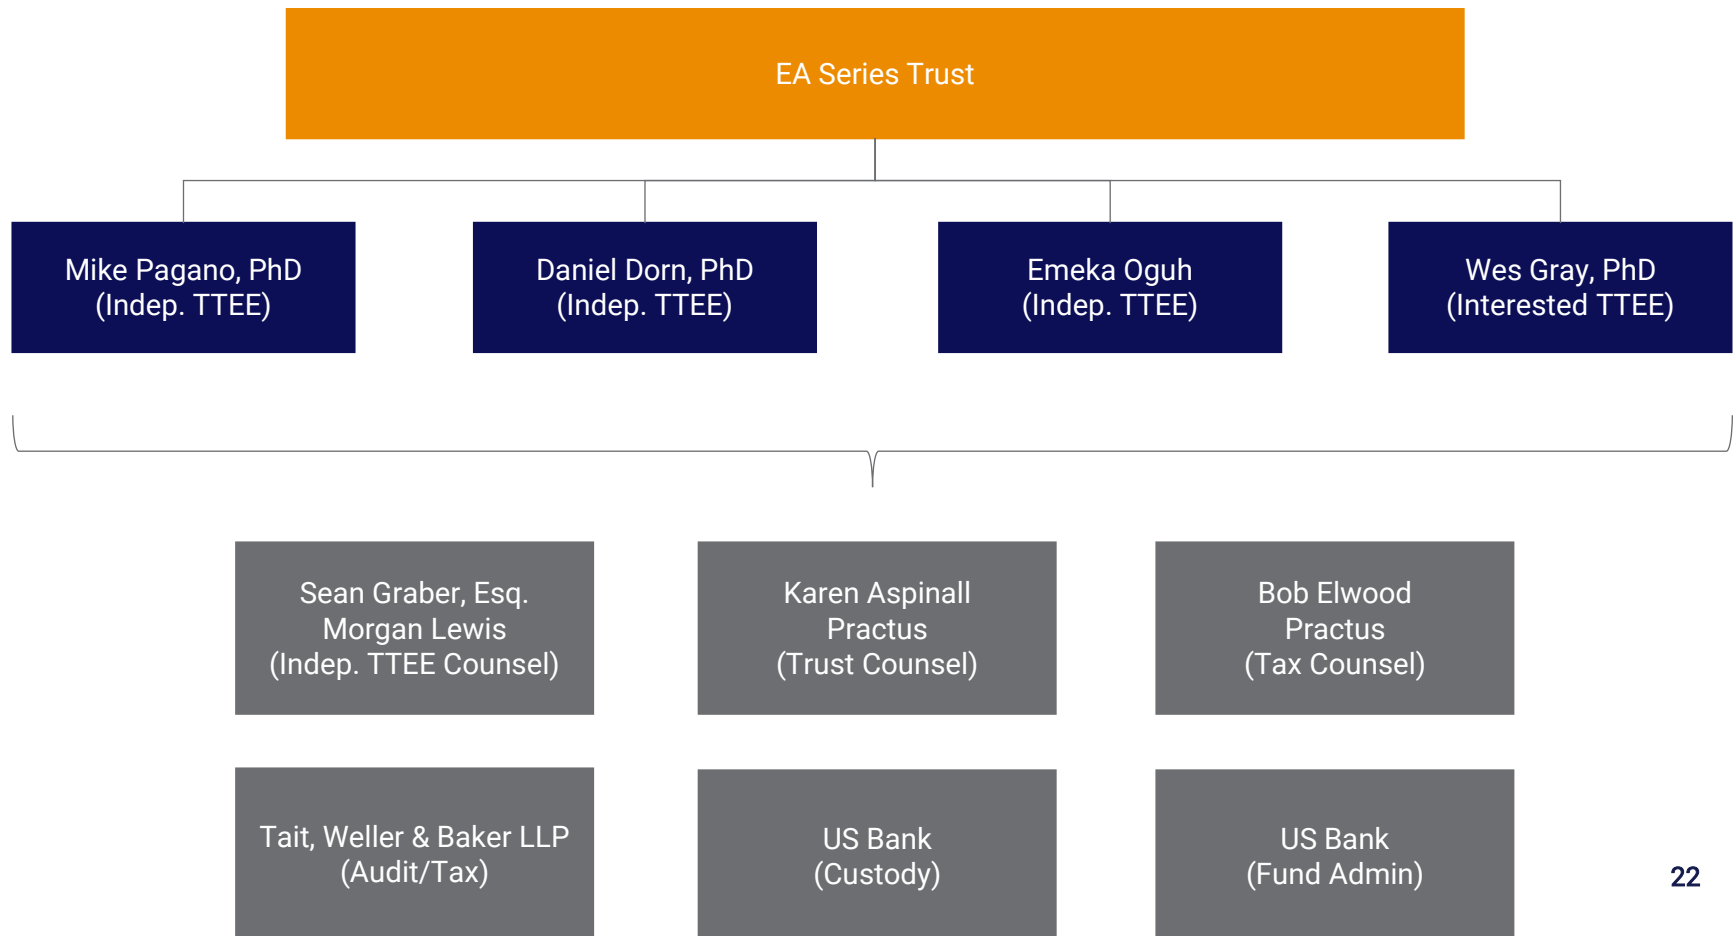 EA Series Trust
Mike Pagano, PhD
(Indep. TTEE)
Daniel Dorn, PhD
(Indep. TTEE)
Emeka Oguh
(Indep. TTEE)
Wes Gray, PhD
(Interested TTEE)
Sean Graber, Esq.
Morgan Lewis
(Indep. TTEE Counsel)
Karen Aspinall
Practus
(Trust Counsel)
Bob Elwood
Practus
(Tax Counsel)
Tait, Weller & Baker LLP
(Audit/Tax)
US Bank
(Custody)
US Bank
(Fund Admin)
22